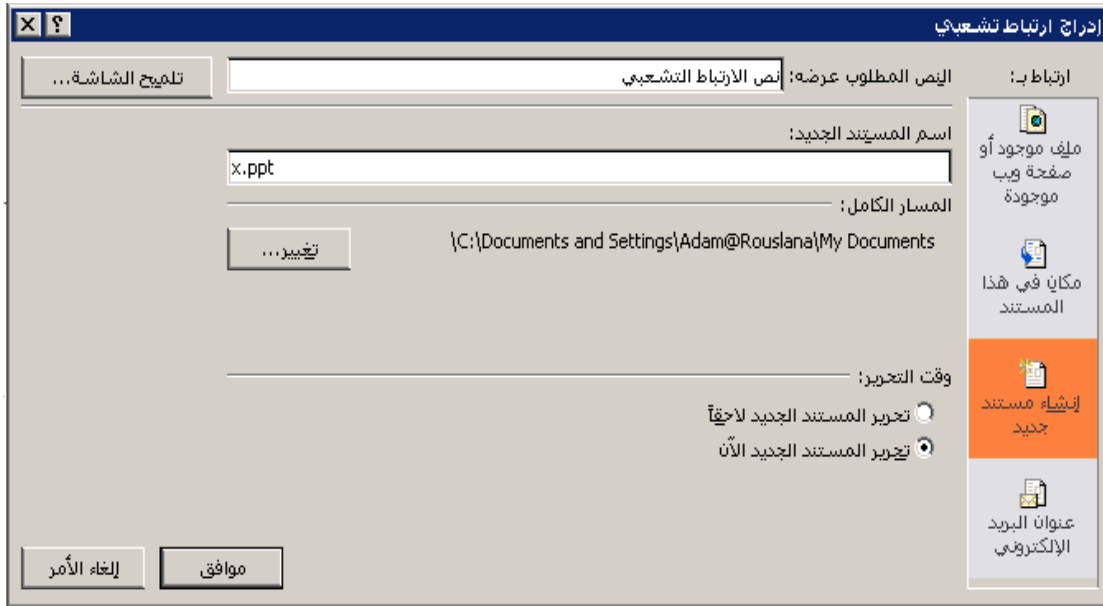 إدراج ارتباط تشعبي
ارتباط بـ:
ملف موجود أو
صفحة ويب
موجودة
مكان في هذا
المستند
إنشاء مستند
جديد
عنوان البريد
الإلكتروني
النص المطلوب عرضه: نص الارتباط التشعبي
تلميح الشاشة...
اسم المستند الجديد:
x.ppt
المسار الكامل:
\C:\Documents and Settings\Adam@Rouslana\My Documents
تغيير...
وقت التحرير:
تحرير المستند الجديد لاحقاً
تحرير المستند الجديد الآن
موافق
إلغاء الأمر